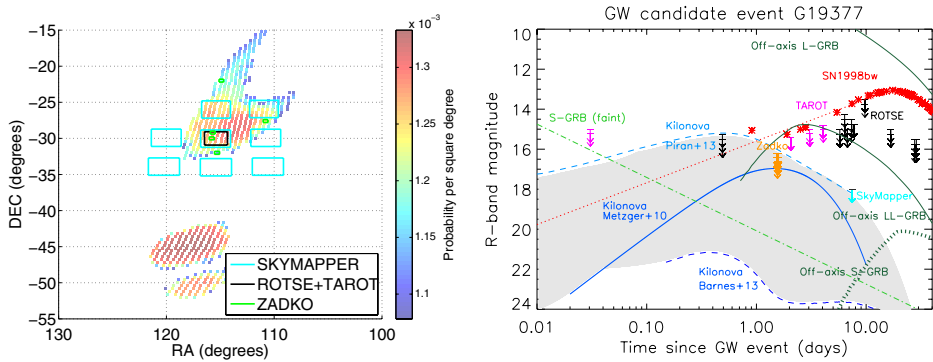 GW candidate event G19377
x 10⁻³
DEC (degrees)
−15
−20
−25
−30
−35
−40
−45
−50
−55
130
120
110
100
RA (degrees)
SKYMAPPER
ROTSE+TAROT
ZADKO
1.3
1.25
1.2
1.15
1.1
Probability per square degree
R-band magnitude
10
12
14
16
18
20
22
24
0.01
0.10
1.00
10.00
Time since GW event (days)
Off-axis L-GRB
SN1998bw
S-GRB (faint)
TAROT
ROTSE
Kilonova
Piran+13
Zadko
SkyMapper
Kilonova
Metzger+10
Off-axis LL-GRB
Off-axis S-GRB
Kilonova
Barnes+13